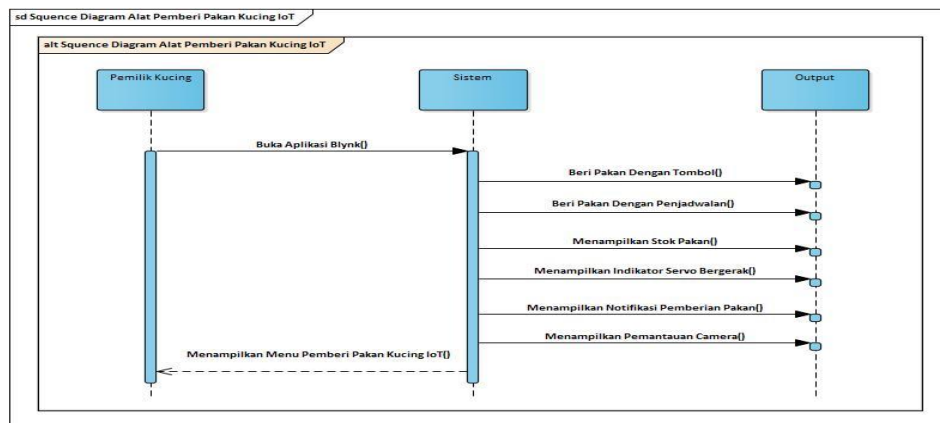 sd Squence Diagram Alat Pemberi Pakan Kucing IoT
alt Squence Diagram Alat Pemberi Pakan Kucing IoT
Pemilik Kucing
Sistem
Output
Buka Aplikasi Blynk()
Beri Pakan Dengan Tombol()
Beri Pakan Dengan Penjadwalan()
Menampilkan Stok Pakan()
Menampilkan Indikator Servo Bergerak()
Menampilkan Notifikasi Pemberian Pakan()
Menampilkan Pemantauan Camera()
Menampilkan Menu Pemberi Pakan Kucing IoT()